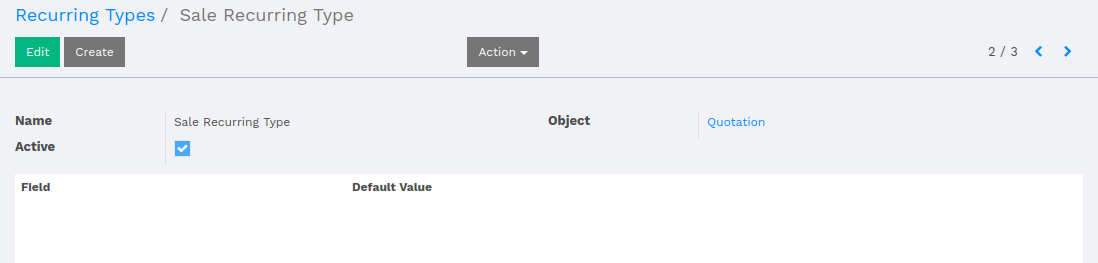 Recurring Types / Sale Recurring Type
Edit Create Action 2 / 3
Name Sale Recurring Type Object Quotation
Active
Field Default Value